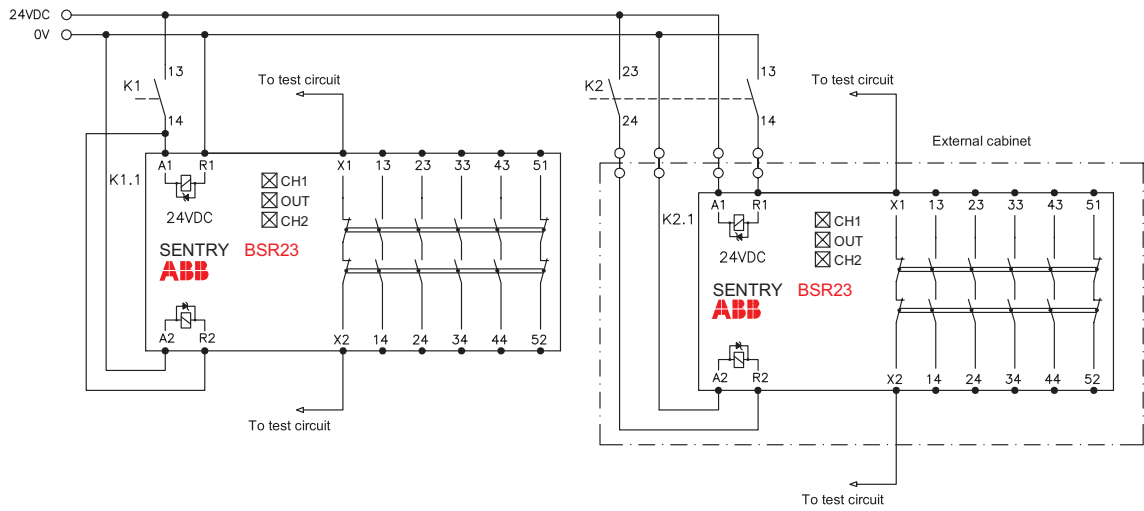 24VDC
0V
K1
13
14
To test circuit
K1.1
A1 R1 X1 13 23 33 43 51
24VDC
CH1
OUT
CH2
SENTRY BSR23
ABB
A2 R2 X2 14 24 34 44 52
To test circuit
K2
23
24
13
14
To test circuit
External cabinet
K2.1
A1 R1 X1 13 23 33 43 51
24VDC
CH1
OUT
CH2
SENTRY BSR23
ABB
A2 R2 X2 14 24 34 44 52
To test circuit